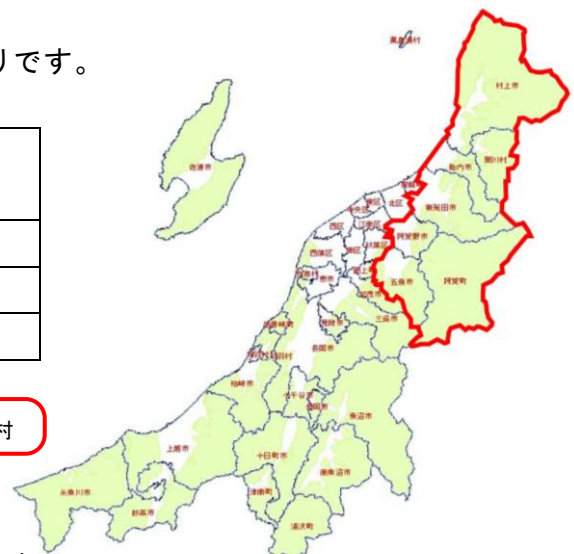 りです。
粟島浦村
村上市
関川村
胎内市
佐渡市
聖籠町
新発田市
北区
東区
中央区
江南区
西区
秋葉区
南区
西蒲区
阿賀野市
五泉市
阿賀町
燕市
弥彦村
田上町
加茂市
三条市
見附市
出雲崎町
長岡市
刈羽村
柏崎市
小千谷市
魚沼市
上越市
十日町市
南魚沼市
糸魚川市
妙高市
津南町
湯沢町
村